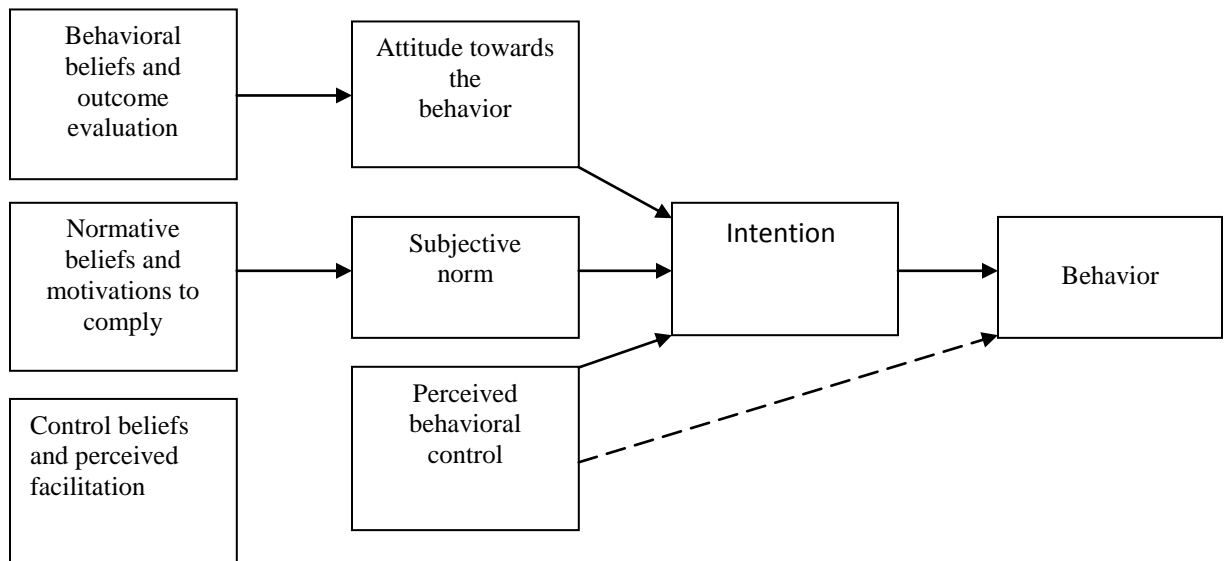 Behavioral
beliefs and
outcome
evaluation
Attitude towards
the
behavior
Normative
beliefs and
motivations to
comply
Subjective
norm
Intention
Behavior
Control beliefs
and perceived
facilitation
Perceived
behavioral
control